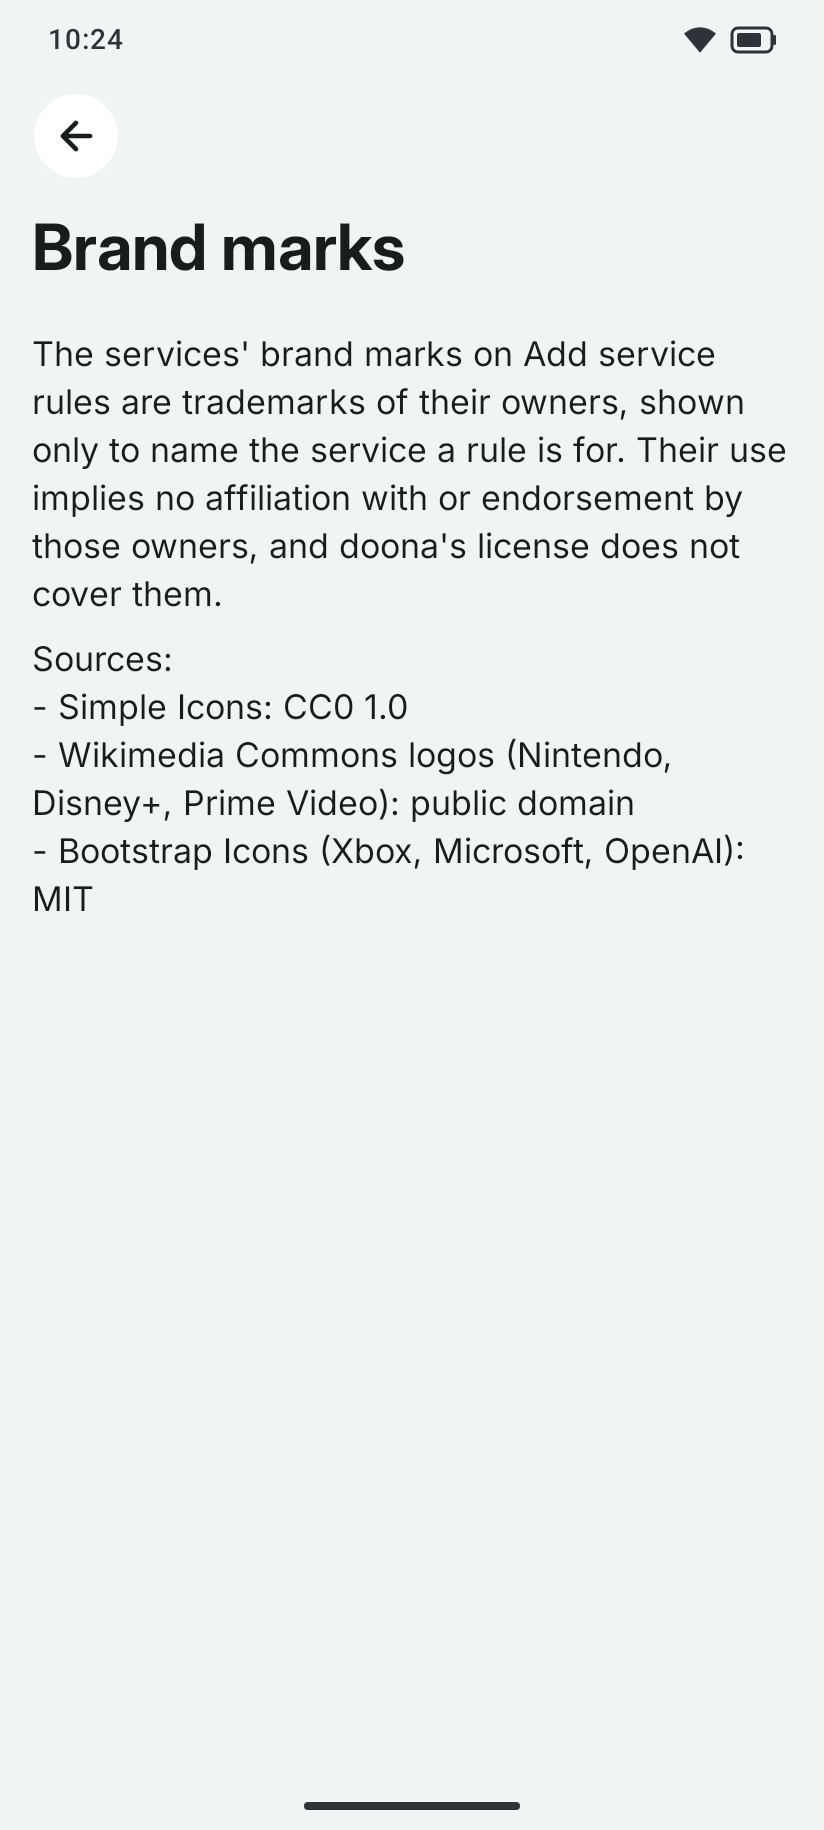 10:24
Brand marks
The services' brand marks on Add service
rules are trademarks of their owners, shown
only to name the service a rule is for. Their use
implies no affiliation with or endorsement by
those owners, and doona's license does not
cover them.
Sources:
- Simple Icons: CC0 1.0
- Wikimedia Commons logos (Nintendo,
Disney+, Prime Video): public domain
- Bootstrap Icons (Xbox, Microsoft, OpenAI):
MIT